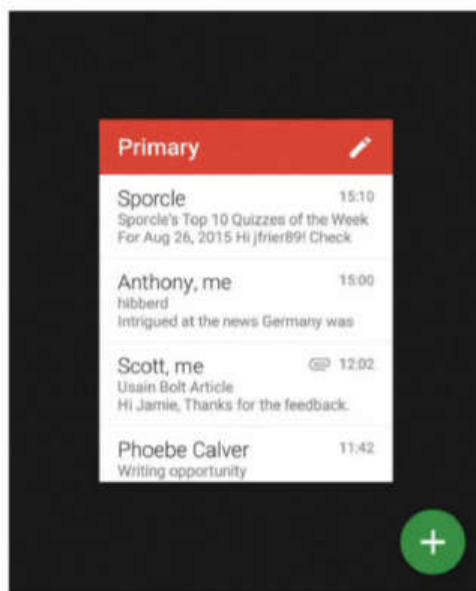 Primary
Sporcle 15:10
Sporcle's Top 10 Quizzes of the Week
For Aug 26, 2015 Hi jfrier89! Check
Anthony, me 15:00
hibberd
Intrigued at the news Germany was
Scott, me 12:02
Usain Bolt Article
Hi Jamie, Thanks for the feedback.
Phoebe Calver 11:42
Writing opportunity